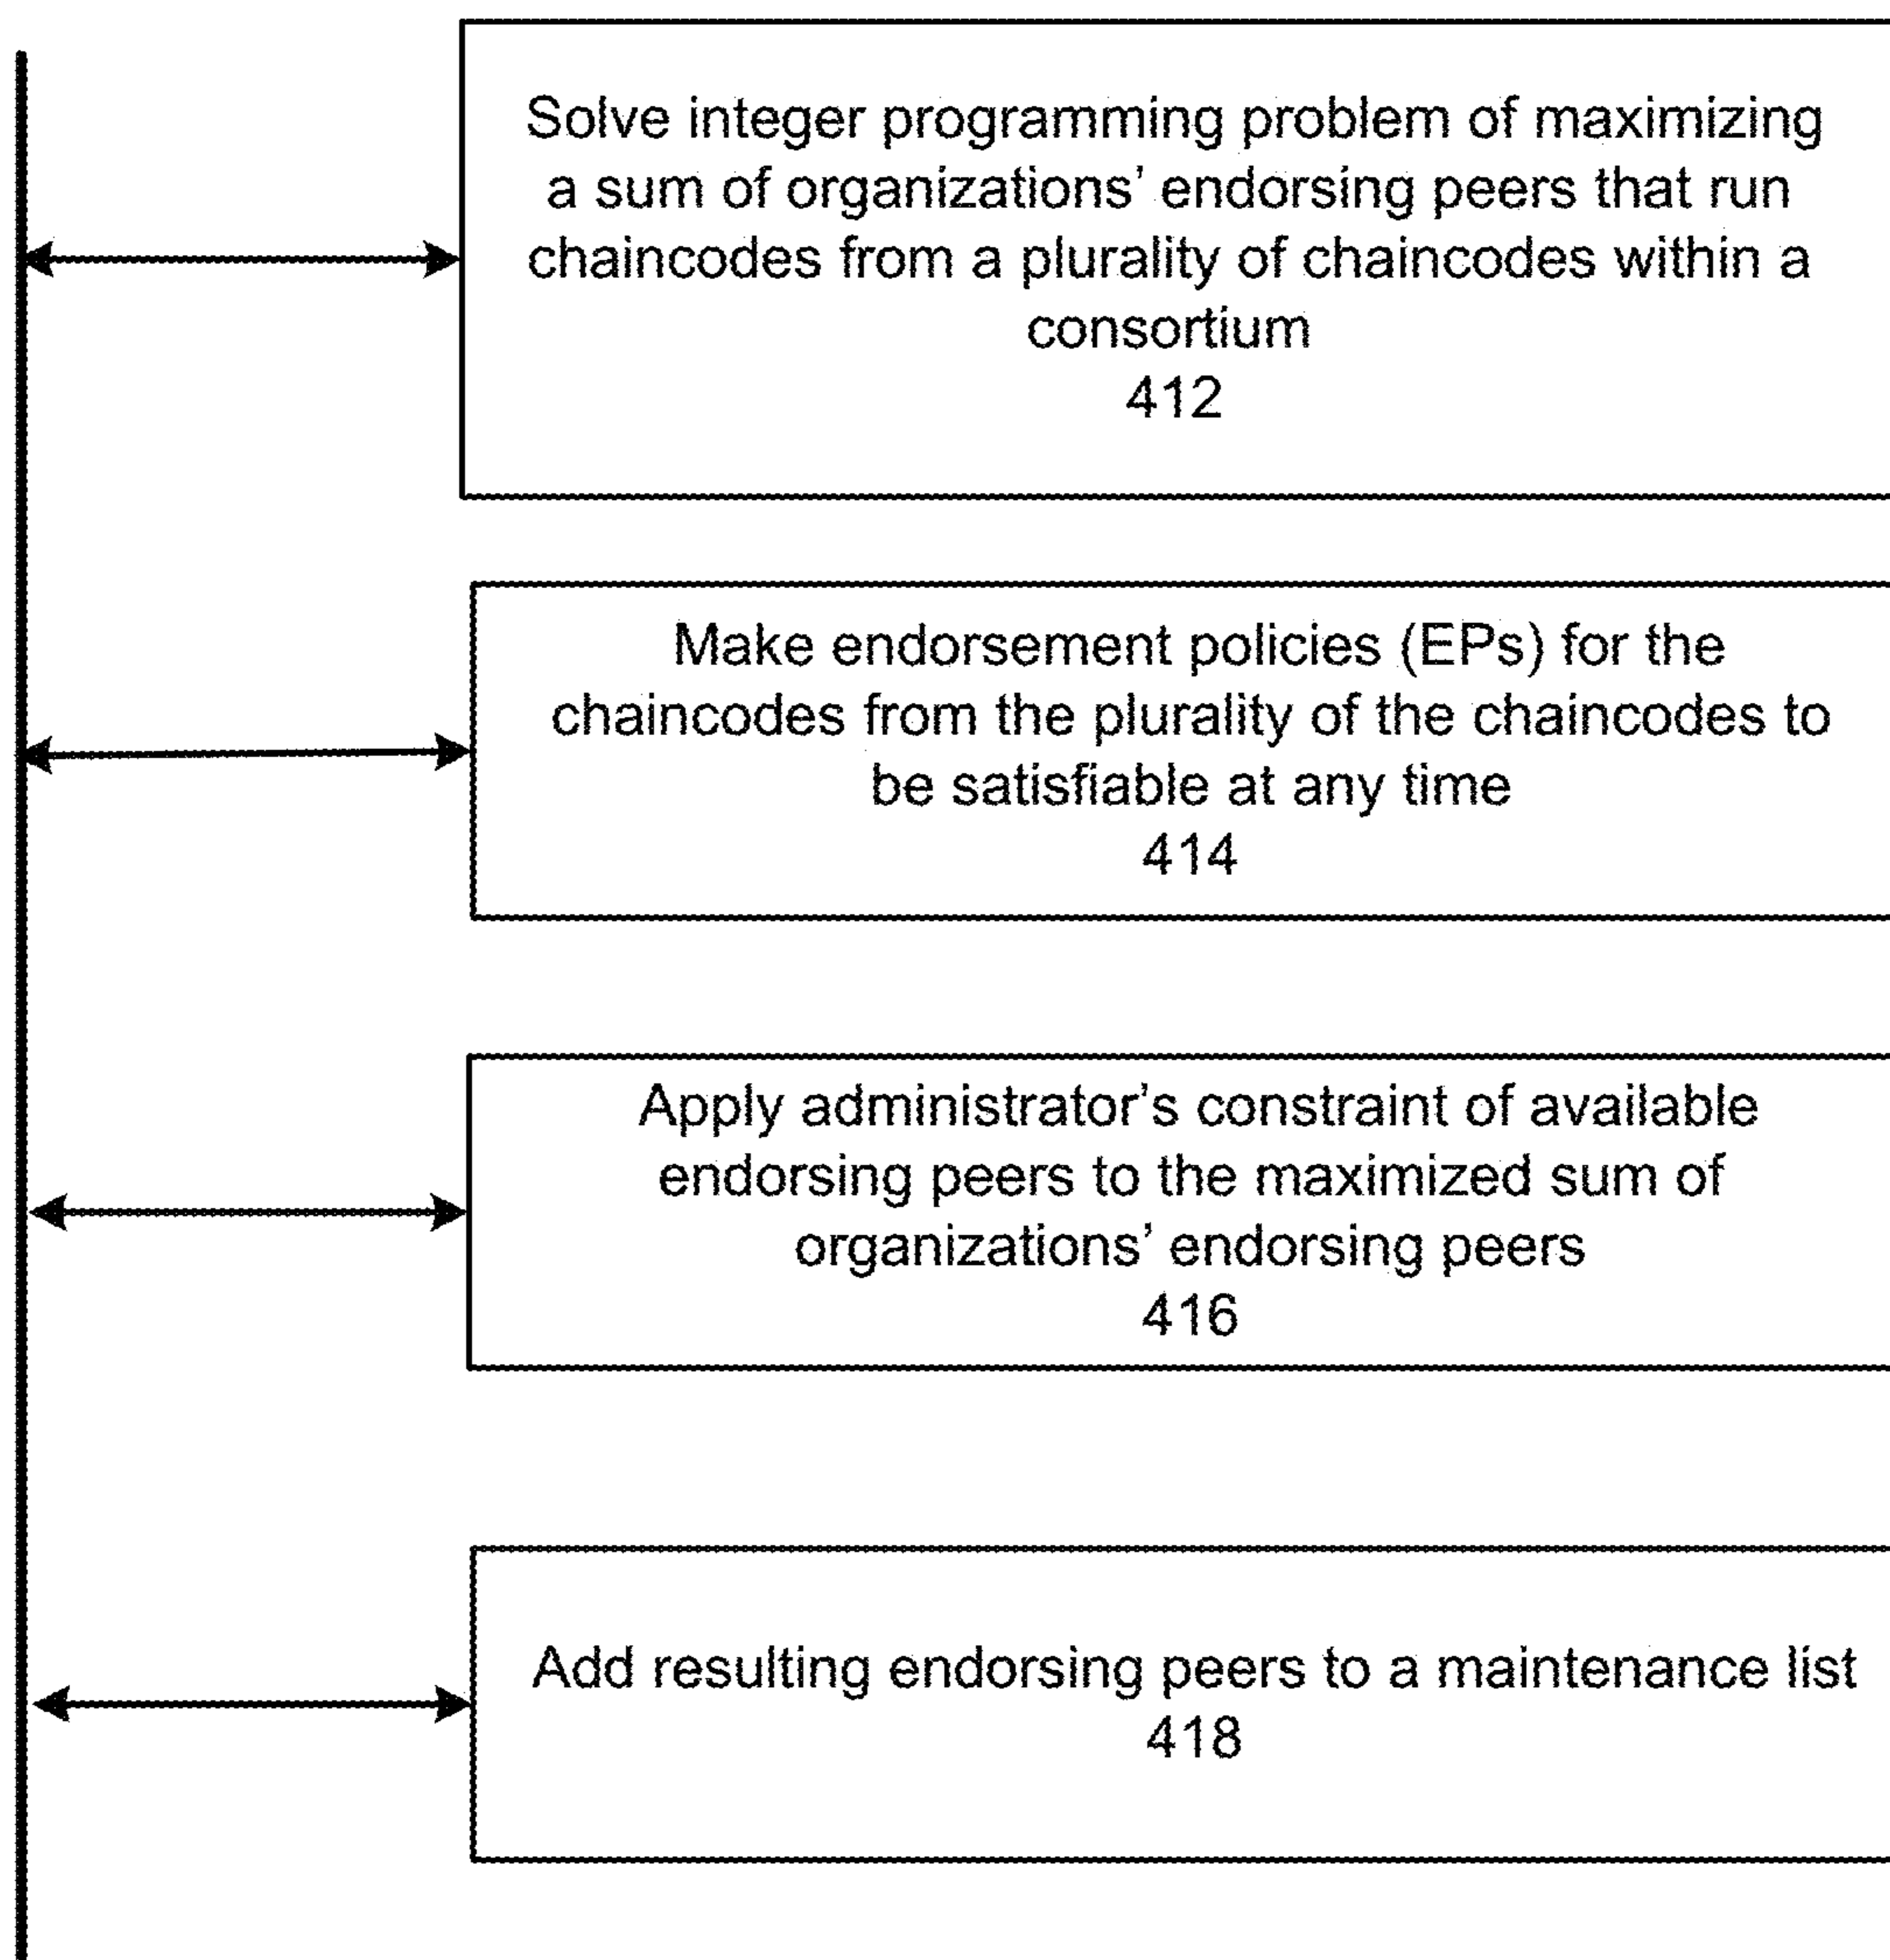 Solve integer programming problem of maximizing
a sum of organizations’ endorsing peers that run
chaincodes from a plurality of chaincodes within a
consortium
412
Make endorsement policies (EPs) for the
chaincodes from the plurality of the chaincodes to
be satisfiable at any time
414
Apply administrator’s constraint of available
endorsing peers to the maximized sum of
organizations’ endorsing peers
416
Add resulting endorsing peers to a maintenance list
418